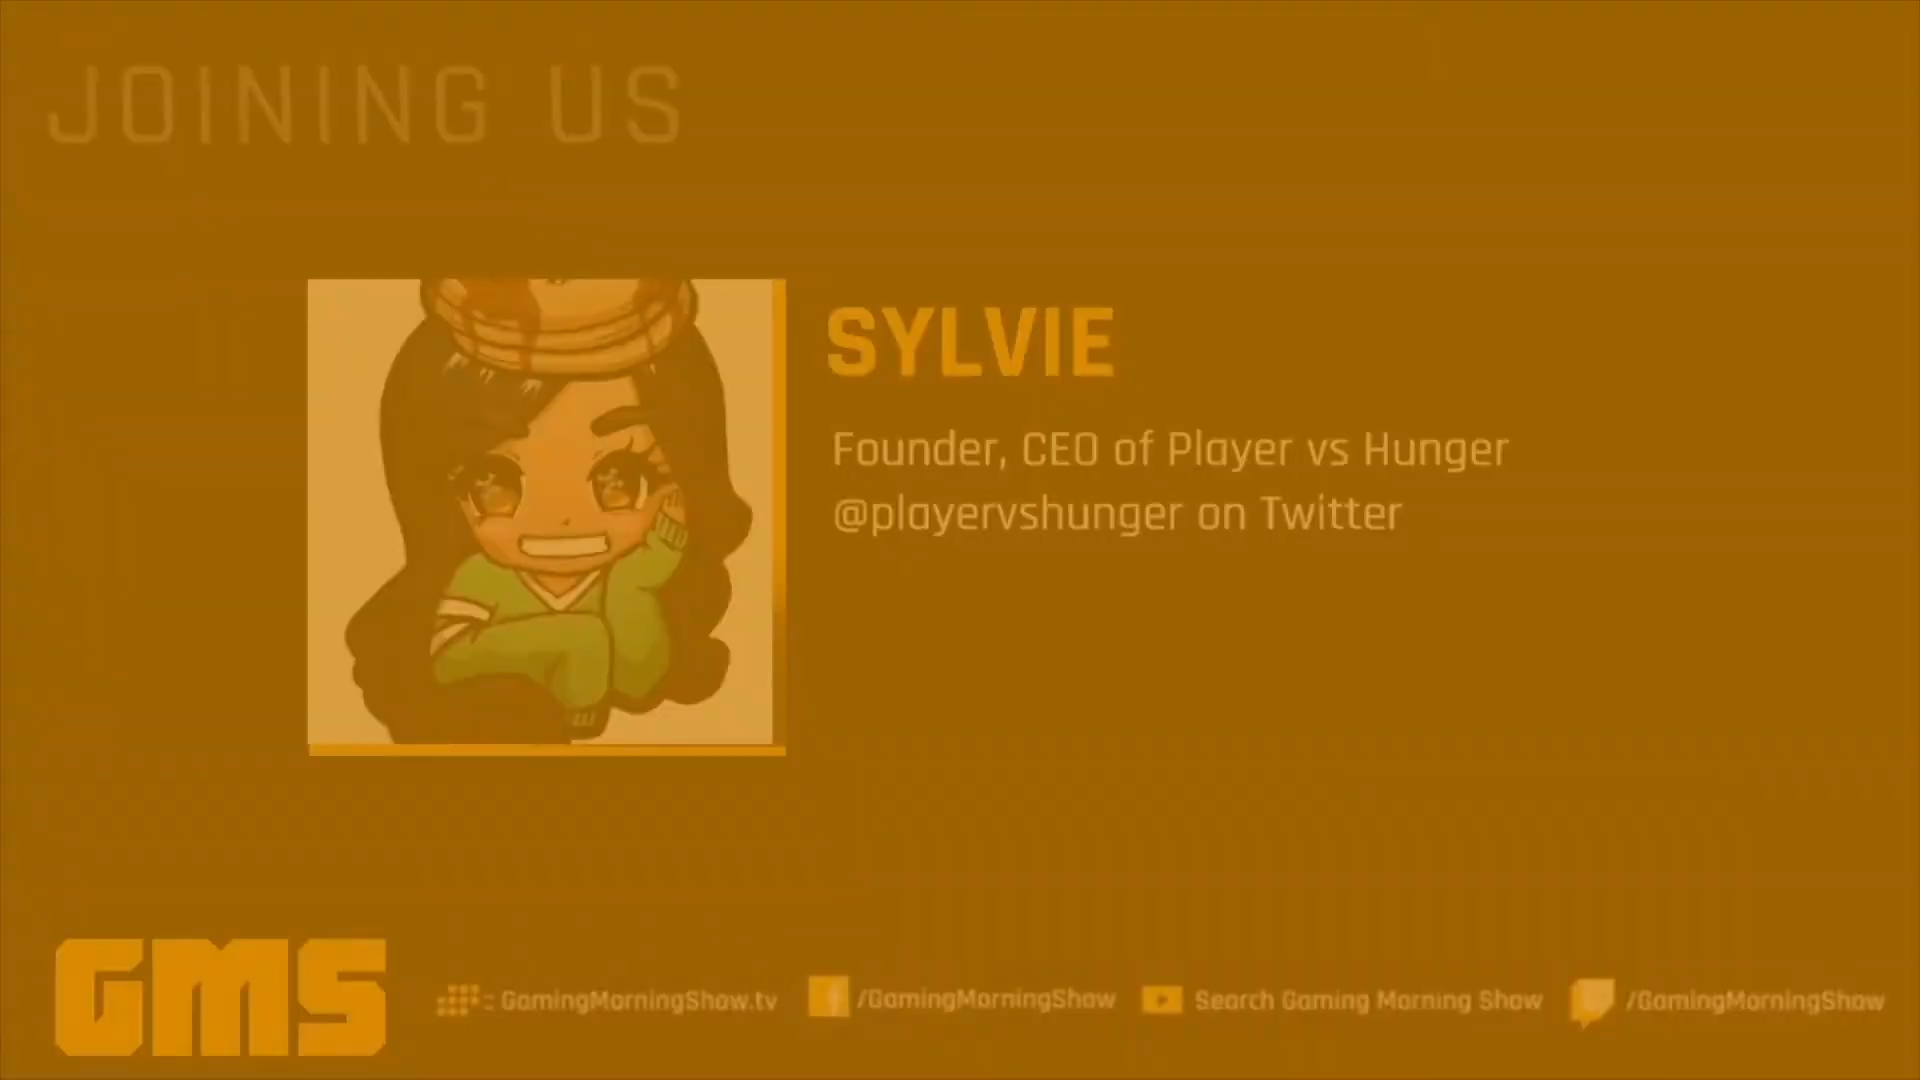 JOINING US
SYLVIE
Founder, CEO of Player vs Hunger
@playervshunger on Twitter
GMS
:: GamingMorningShow.tv
/GamingMorningShow
Search Gaming Morning Show
/GamingMorningShow